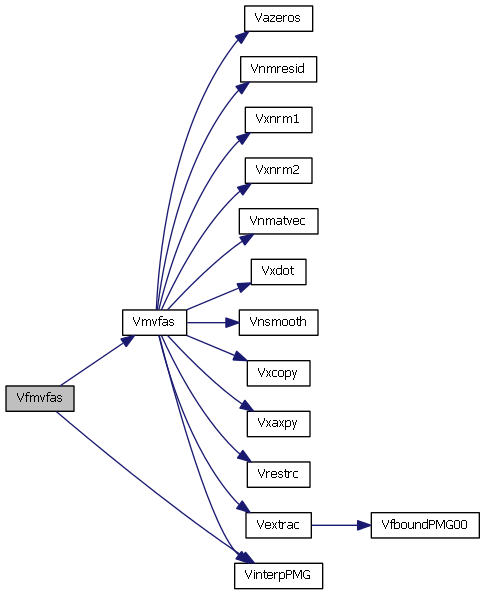 Vazeros
Vnmresid
Vxnrm1
Vxnrm2
Vnmatvec
Vxdot
Vmvfas
Vnsmooth
Vxcopy
Vfmvfas
Vxaxpy
Vrestrc
Vextrac
VfboundPMG00
VinterpPMG